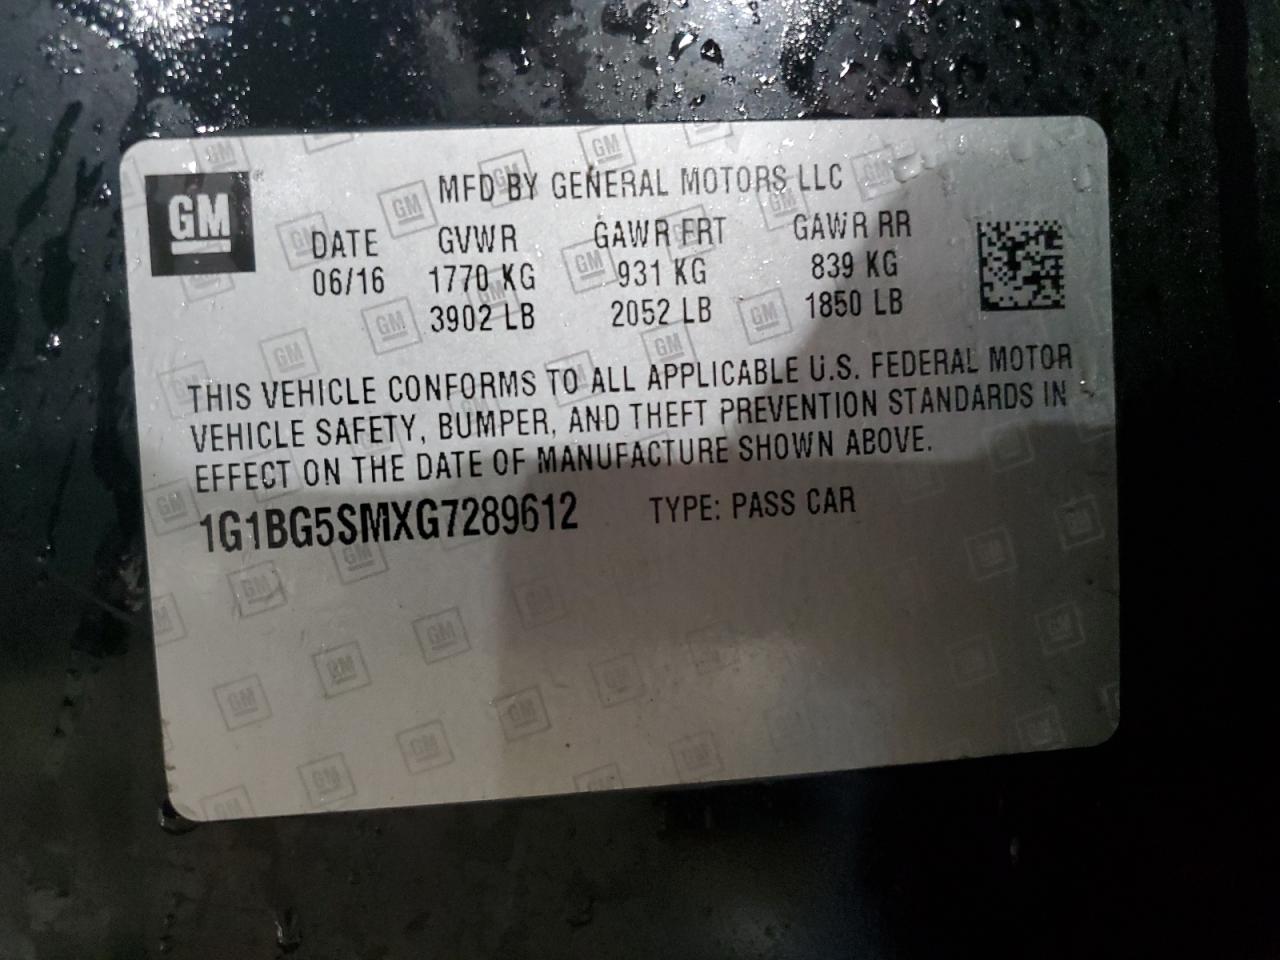 GM
MFD BY GENERAL MOTORS LLC
DATE GVWR GAWR FRT GAWR RR
06/16 1770 KG 931 KG 839 KG
3902 LB 2052 LB 1850 LB
THIS VEHICLE CONFORMS TO ALL APPLICABLE U.S. FEDERAL MOTOR
VEHICLE SAFETY, BUMPER, AND THEFT PREVENTION STANDARDS IN
EFFECT ON THE DATE OF MANUFACTURE SHOWN ABOVE.
1G1BG5SMXG7289612 TYPE: PASS CAR